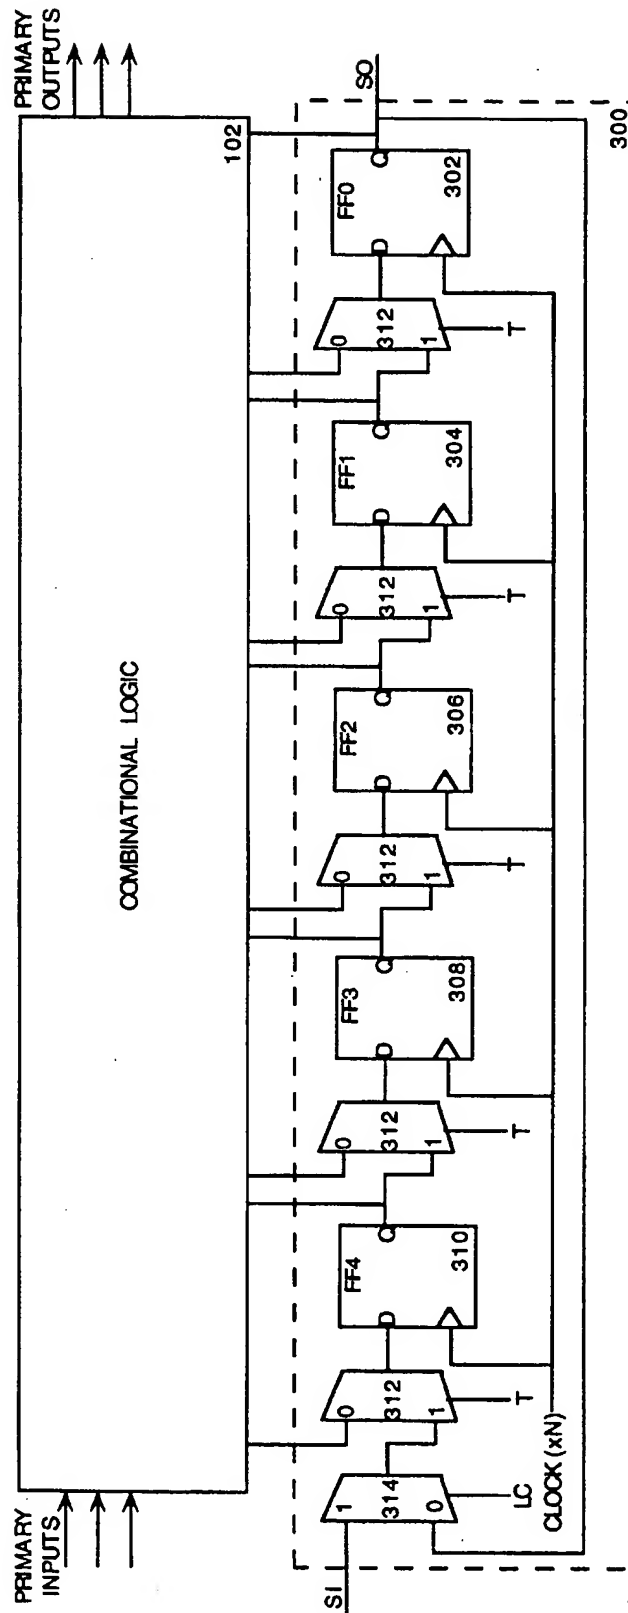 PRIMARY
INPUTS
PRIMARY
OUTPUTS
COMBINATIONAL LOGIC
102
SI
1
314
0
LC
CLOCK (xN)
0
312
1
T
FF4
D
Q
310
0
312
1
T
FF3
D
Q
308
0
312
1
T
FF2
D
Q
306
0
312
1
T
FF1
D
Q
304
0
312
1
T
FF0
D
Q
302
SO
300